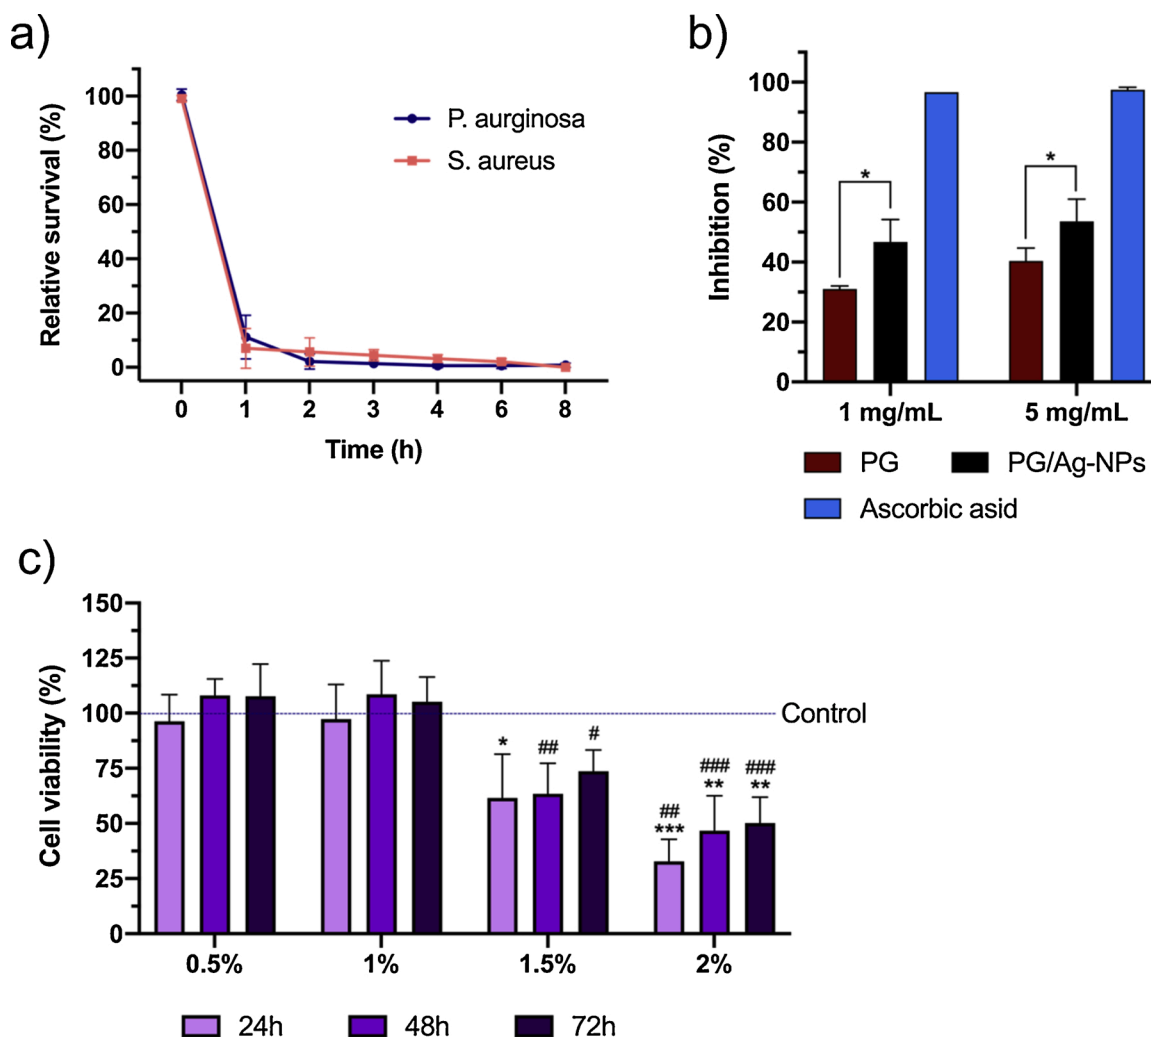 a)
Relative survival (%)
100
80
60
40
20
0
0 1 2 3 4 6 8
Time (h)
P. aurginosa
S. aureus
b)
Inhibition (%)
100
80
60
40
20
0
* *
1 mg/mL 5 mg/mL
PG PG/Ag-NPs
Ascorbic asid
c)
Cell viability (%)
150
125
100
75
50
25
0
Control
* ## #
## ### ###
*** ** **
0.5% 1% 1.5% 2%
24h 48h 72h